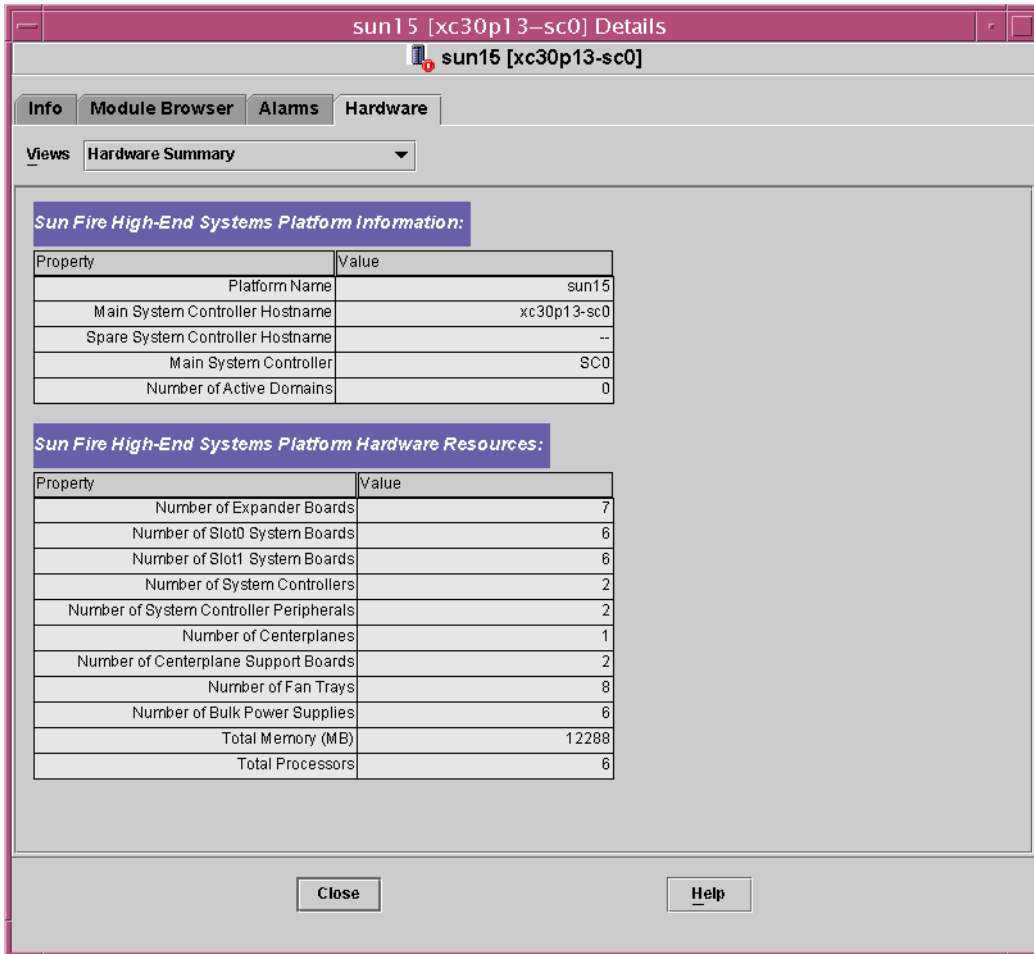 sun15 [xc30p13–sc0] Details
sun15 [xc30p13-sc0]
Info Module Browser Alarms Hardware
Views Hardware Summary
Sun Fire High-End Systems Platform Information:
Property Value
Platform Name sun15
Main System Controller Hostname xc30p13-sc0
Spare System Controller Hostname --
Main System Controller SC0
Number of Active Domains 0
Sun Fire High-End Systems Platform Hardware Resources:
Property Value
Number of Expander Boards 7
Number of Slot0 System Boards 6
Number of Slot1 System Boards 6
Number of System Controllers 2
Number of System Controller Peripherals 2
Number of Centerplanes 1
Number of Centerplane Support Boards 2
Number of Fan Trays 8
Number of Bulk Power Supplies 6
Total Memory (MB) 12288
Total Processors 6
Close Help